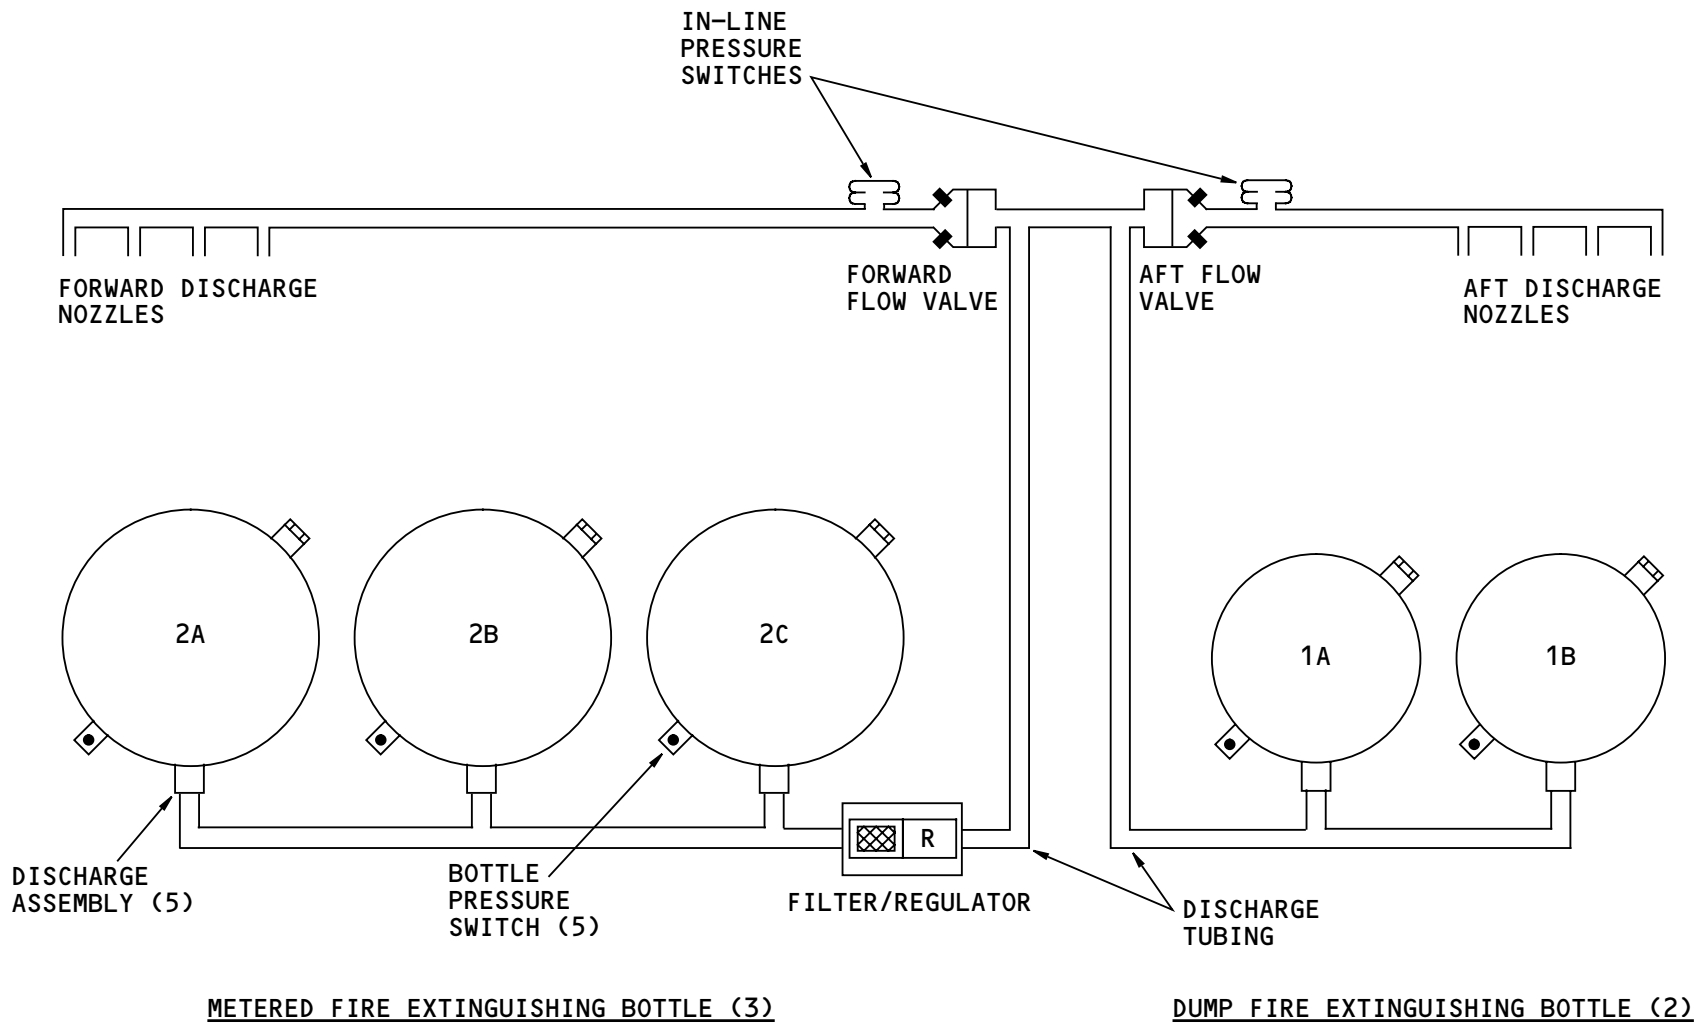 IN-LINE
PRESSURE
SWITCHES
FORWARD DISCHARGE
NOZZLES
FORWARD
FLOW VALVE
AFT FLOW
VALVE
AFT DISCHARGE
NOZZLES
2A
2B
2C
1A
1B
R
DISCHARGE
ASSEMBLY (5)
BOTTLE
PRESSURE
SWITCH (5)
FILTER/REGULATOR
DISCHARGE
TUBING
METERED FIRE EXTINGUISHING BOTTLE (3)
DUMP FIRE EXTINGUISHING BOTTLE (2)